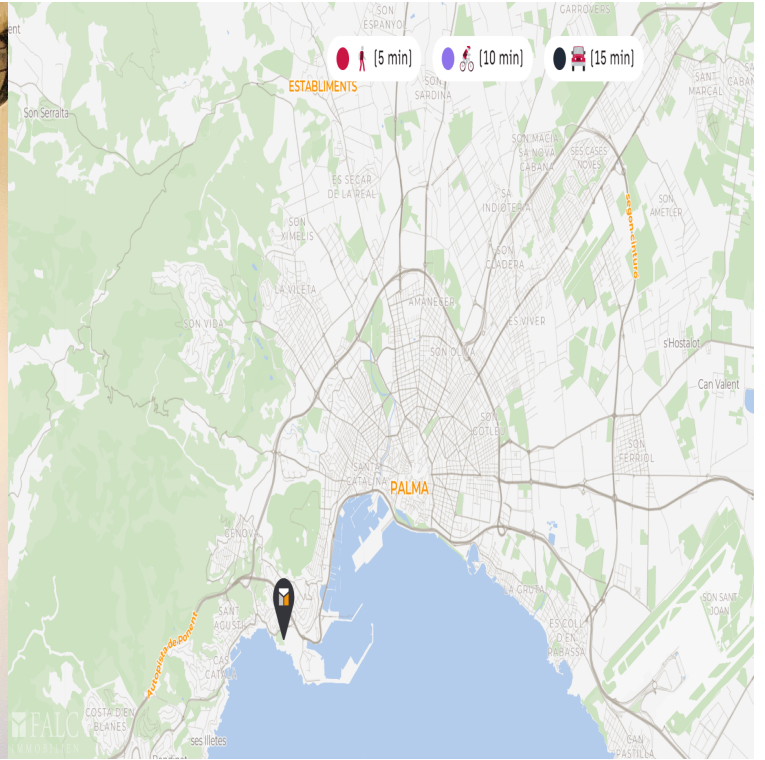 SON
ESPANYOL
GARROVERS
ent
[5 min]
[10 min]
[15 min]
ESTABLIMENTS
SON
SARDINA
SANT
MARÇAL
Son Serralta
SON MACIÀ
SA NOVA
CABANA
SES CASES
NOVES
ES SECAR
DE LA REAL
SA
INDIOTERIA
SON
AMETLER
segon cintura
SON
XIMELIS
SON
CLADERA
LA VILETA
AMANECER
SON VIDA
ES VIVER
SON OLIVA
s'Hostalot
Can Valent
SON
GOTLEU
SON
FERRIOL
SANTA
CATALINA
PALMA
GÈNOVA
LA GRUTA
SANT
AGUSTÍ
ES COLL
D'EN
RABASSA
SON SANT
JOAN
Autopista de Ponent
CAS
CATALÀ
COSTA D'EN
BLANES
ses Illetes
CAN
PASTILLA
FALC
IMMOBILIEN